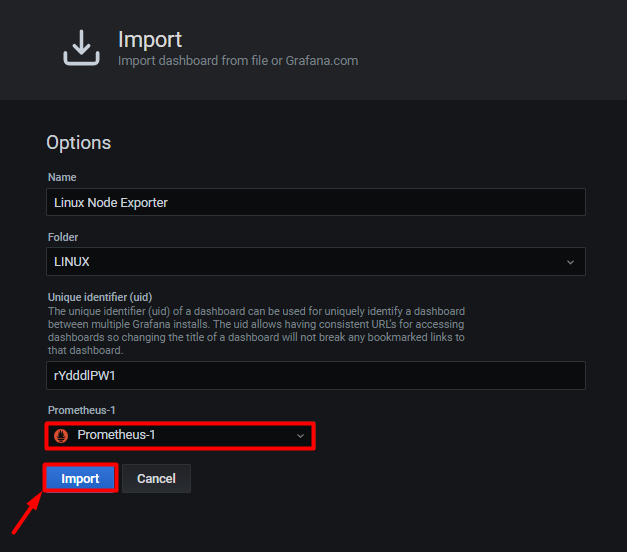 Import
Import dashboard from file or Grafana.com
Options
Name
Linux Node Exporter
Folder
LINUX
Unique identifier (uid)
The unique identifier (uid) of a dashboard can be used for uniquely identify a dashboard
between multiple Grafana installs. The uid allows having consistent URL's for accessing
dashboards so changing the title of a dashboard will not break any bookmarked links to
that dashboard.
rYdddlPW1
Prometheus-1
Prometheus-1
Import
Cancel